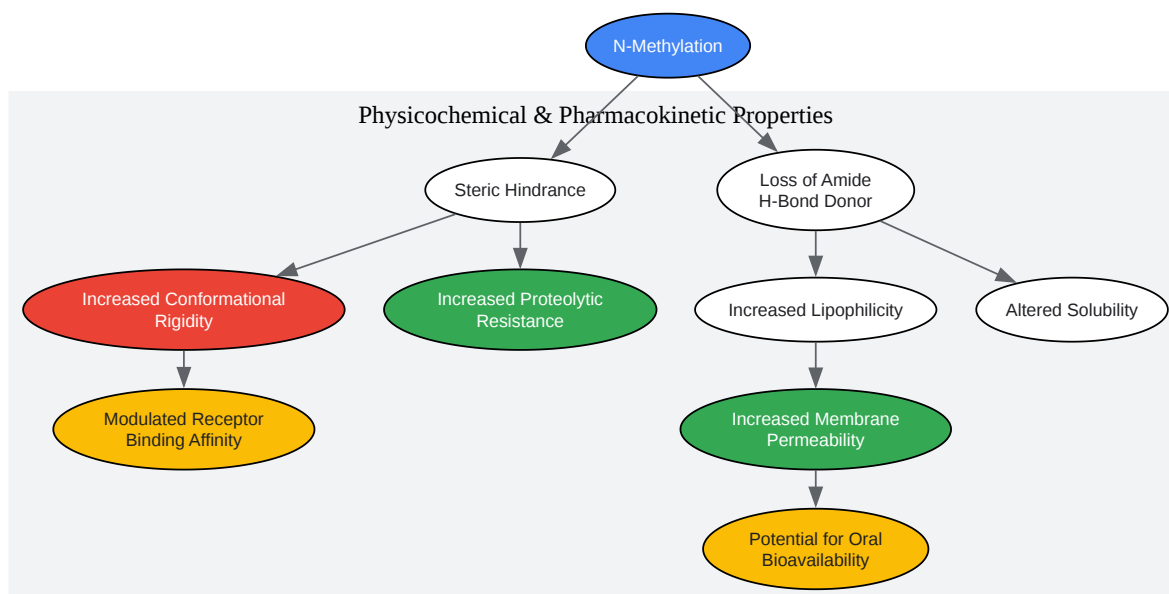 N-Methylation
Physicochemical & Pharmacokinetic Properties
Steric Hindrance
Loss of Amide
H-Bond Donor
Increased Conformational
Rigidity
Increased Proteolytic
Resistance
Increased Lipophilicity
Altered Solubility
Modulated Receptor
Binding Affinity
Increased Membrane
Permeability
Potential for Oral
Bioavailability